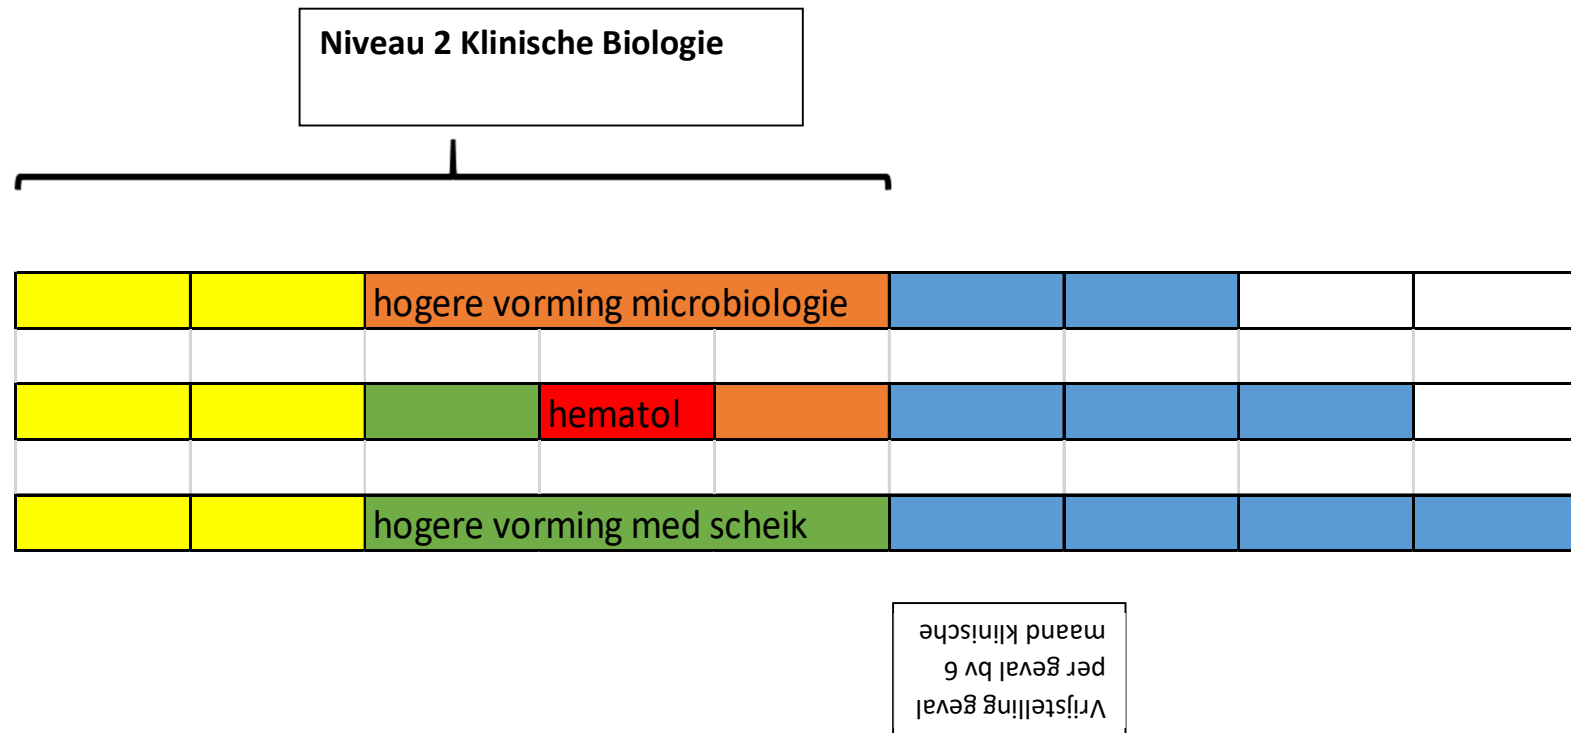 Niveau 2 Klinische Biologie
hogere vorming microbiologie
hematol
hogere vorming med scheik
Vrijstelling geval
per geval bv 6
maand klinische